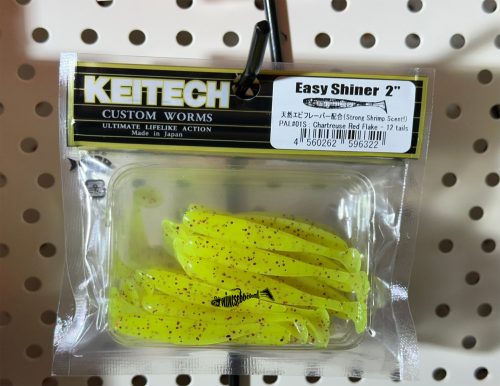 KEITECH
CUSTOM WORMS
ULTIMATE LIFELIKE ACTION
Made in Japan
Easy Shiner 2"
天然エビフレーバー配合(Strong Shrimp Scent!)
PAL#01S : Chartreuse Red Flake - 12 tails
4 560262 596322